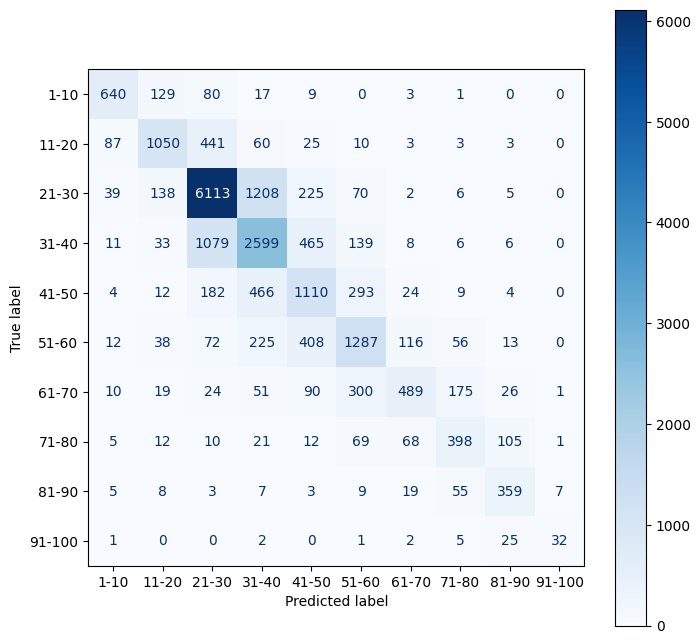 6000
1-10 640 129 80 17 9 0 3 1 0 0
11-20 87 1050 441 60 25 10 3 3 3 0
5000
21-30 39 138 6113 1208 225 70 2 6 5 0
31-40 11 33 1079 2599 465 139 8 6 6 0
4000
41-50 4 12 182 466 1110 293 24 9 4 0
True label
3000
51-60 12 38 72 225 408 1287 116 56 13 0
61-70 10 19 24 51 90 300 489 175 26 1
2000
71-80 5 12 10 21 12 69 68 398 105 1
81-90 5 8 3 7 3 9 19 55 359 7
1000
91-100 1 0 0 2 0 1 2 5 25 32
1-10 11-20 21-30 31-40 41-50 51-60 61-70 71-80 81-90 91-100
Predicted label
0